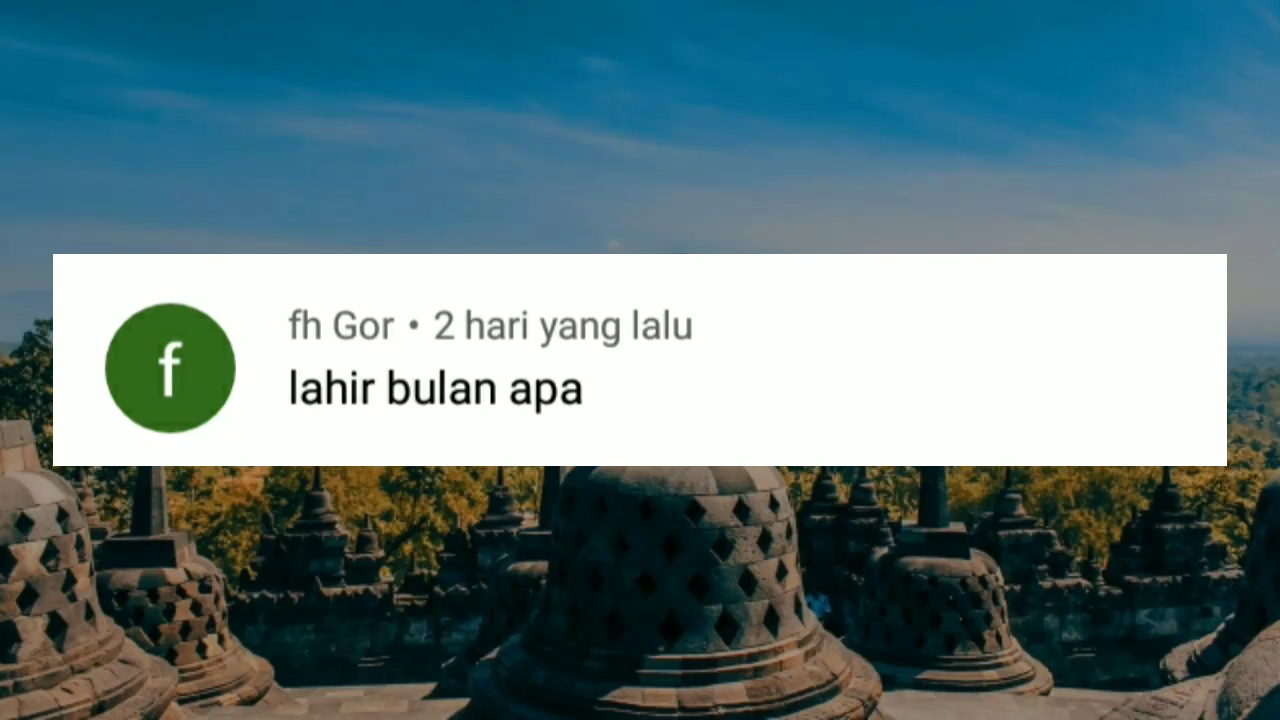 f
fh Gor • 2 hari yang lalu
lahir bulan apa